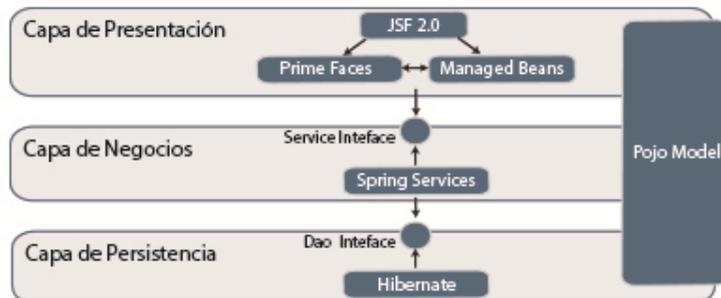 Capa de Presentación
JSF 2.0
Prime Faces
Managed Beans
Capa de Negocios
Service Inteface
Spring Services
Pojo Model
Capa de Persistencia
Dao Inteface
Hibernate